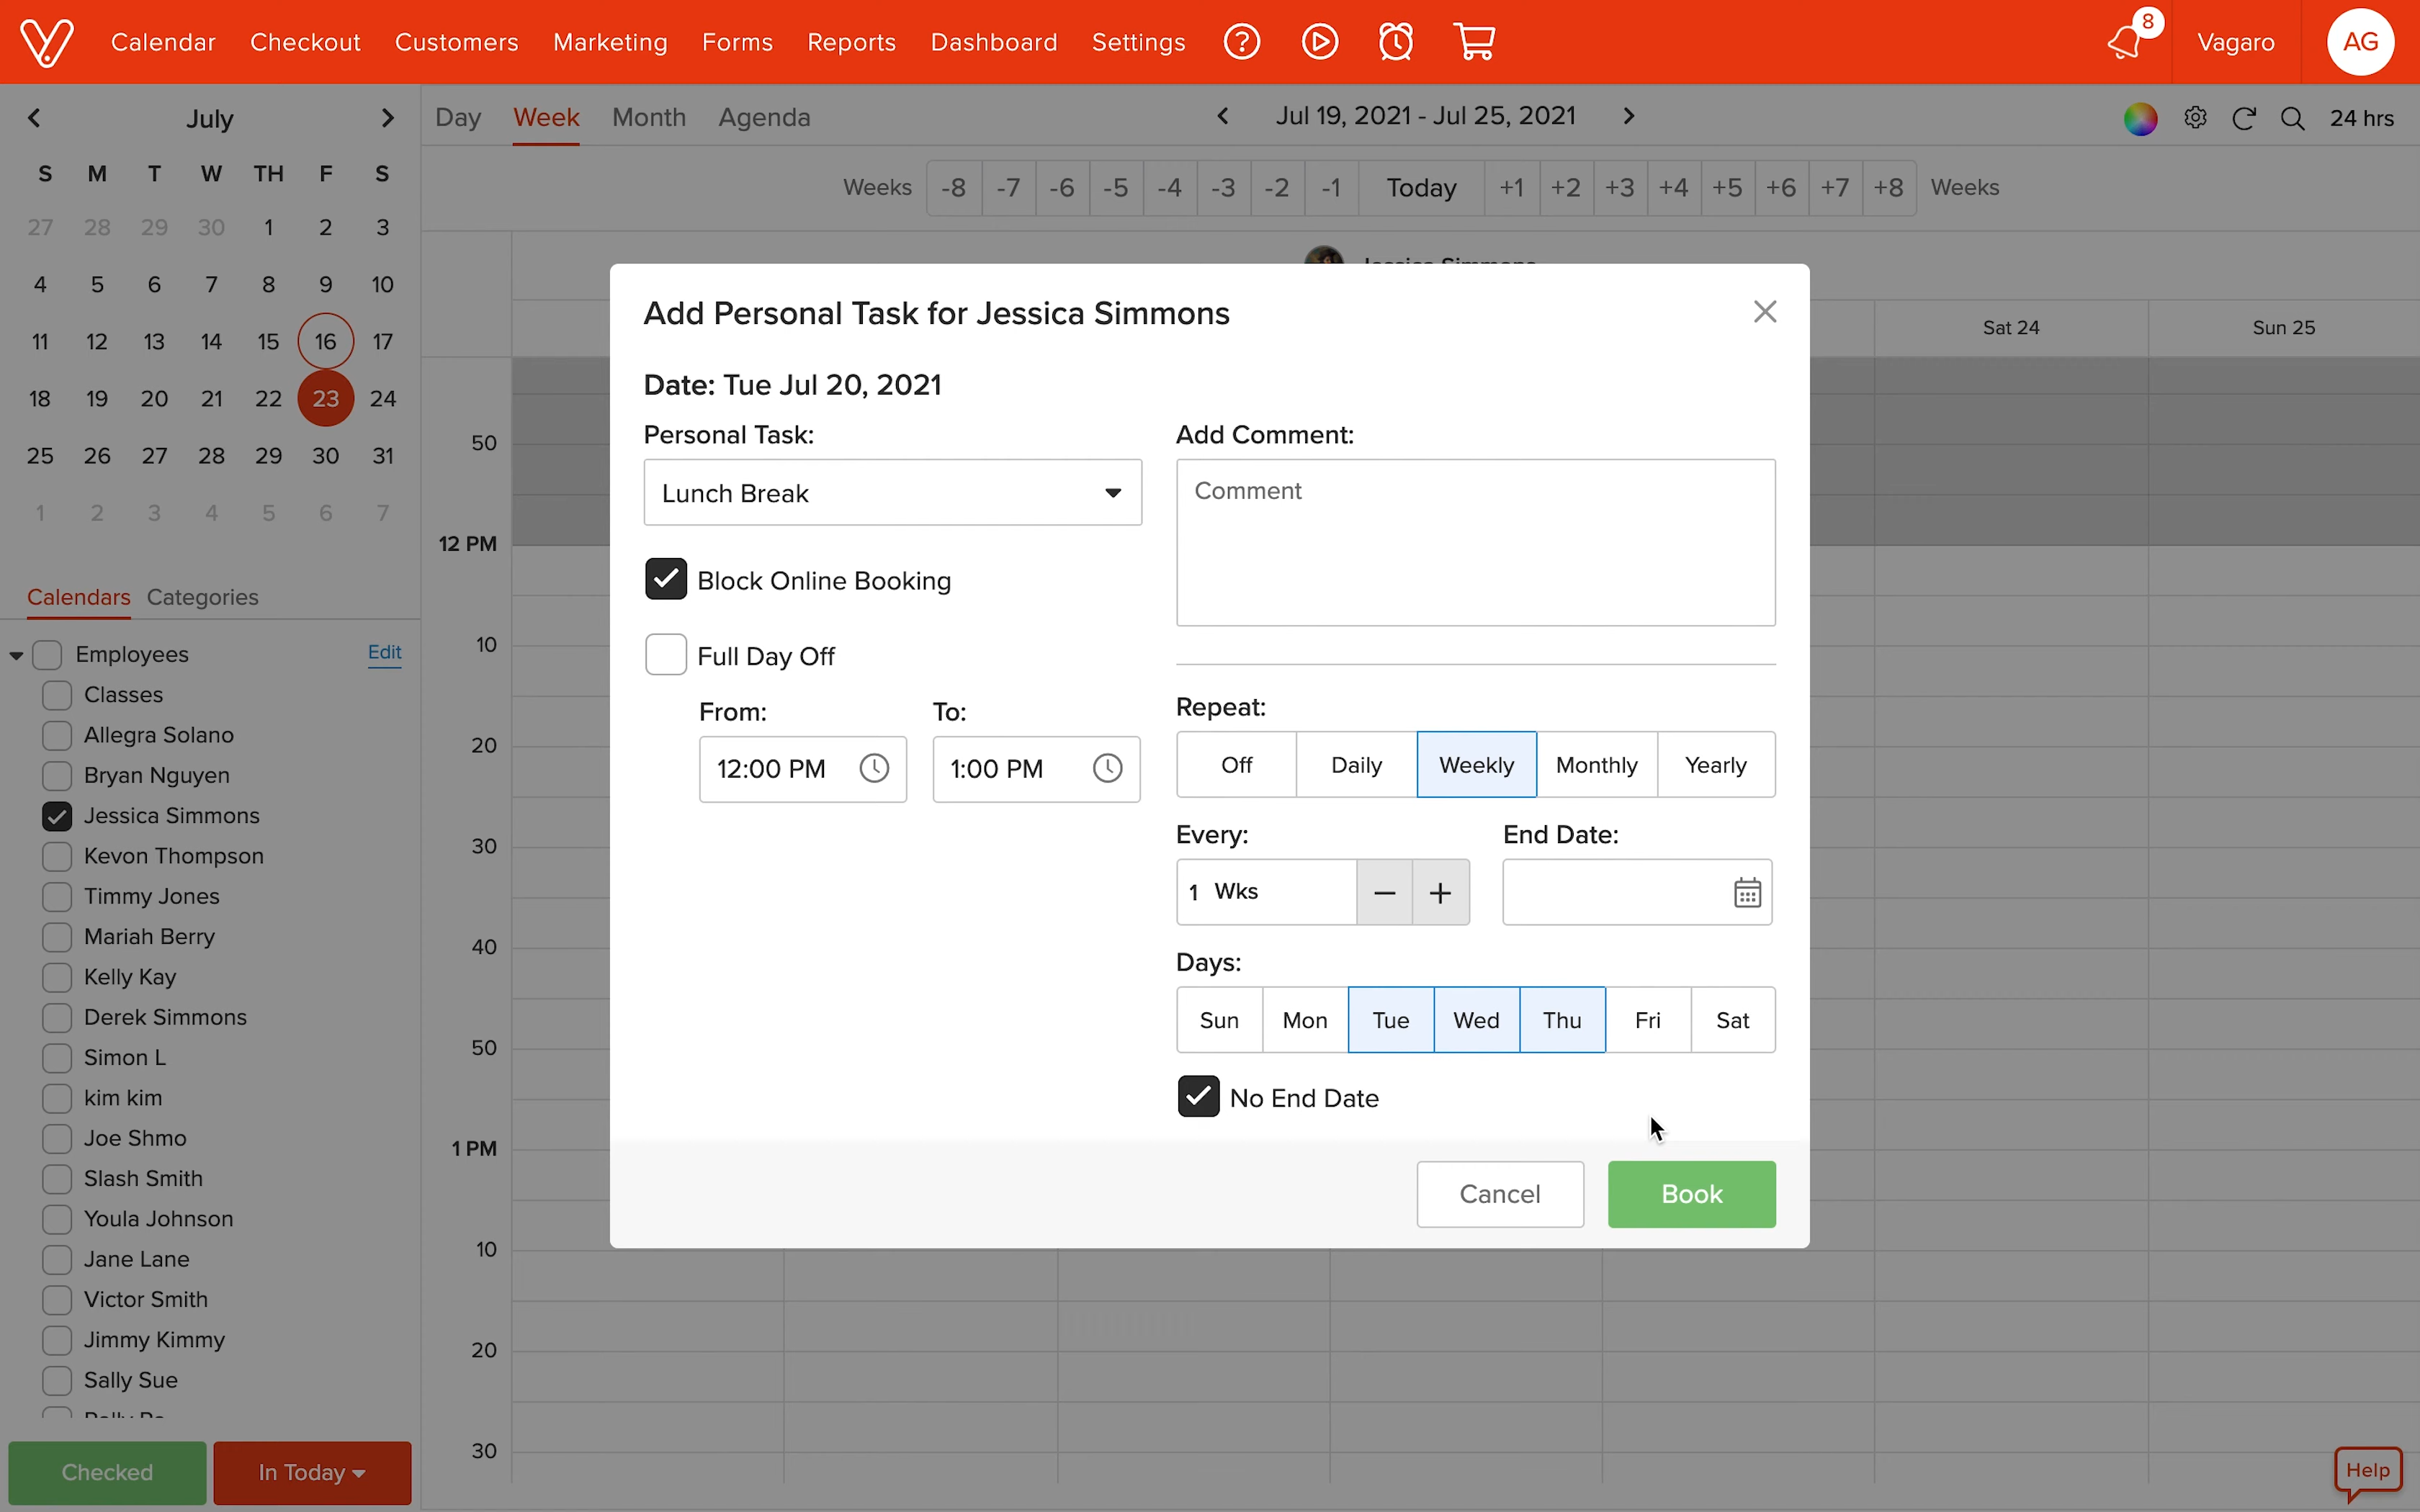 Calendar Checkout Customers Marketing Forms Reports Dashboard Settings ? 8 Vagaro AG
July
S M T W TH F S
27 28 29 30 1 2 3
4 5 6 7 8 9 10
11 12 13 14 15 16 17
18 19 20 21 22 23 24
25 26 27 28 29 30 31
1 2 3 4 5 6 7
Calendars Categories
Employees Edit
Classes
Allegra Solano
Bryan Nguyen
Jessica Simmons
Kevon Thompson
Timmy Jones
Mariah Berry
Kelly Kay
Derek Simmons
Simon L
kim kim
Joe Shmo
Slash Smith
Youla Johnson
Jane Lane
Victor Smith
Jimmy Kimmy
Sally Sue
Checked In Today
Day Week Month Agenda
Jul 19, 2021 - Jul 25, 2021
24 hrs
Weeks -8 -7 -6 -5 -4 -3 -2 -1 Today +1 +2 +3 +4 +5 +6 +7 +8 Weeks
Jessica Simmons
Sat 24 Sun 25
50
12 PM
10
20
30
40
50
1 PM
10
20
30
Add Personal Task for Jessica Simmons
Date: Tue Jul 20, 2021
Personal Task:
Lunch Break
Block Online Booking
Full Day Off
From: To:
12:00 PM 1:00 PM
Add Comment:
Comment
Repeat:
Off Daily Weekly Monthly Yearly
Every: End Date:
1 Wks − +
Days:
Sun Mon Tue Wed Thu Fri Sat
No End Date
Cancel Book
Help